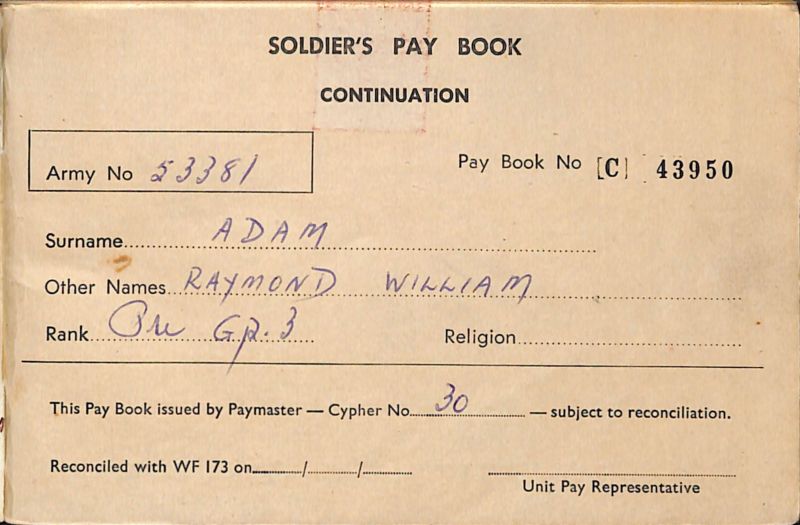 SOLDIER'S PAY BOOK
CONTINUATION
Army No 53381
Pay Book No [C] 43950
Surname ADAM
Other Names RAYMOND WILLIAM
Rank Pte Gp. 3 Religion
This Pay Book issued by Paymaster — Cypher No. 30 — subject to reconciliation.
Reconciled with WF 173 on / /
Unit Pay Representative